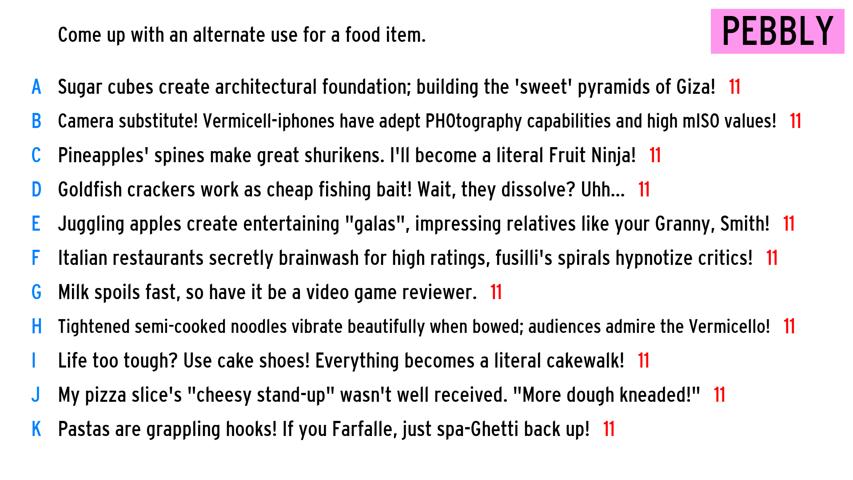 PEBBLY
Come up with an alternate use for a food item.
A Sugar cubes create architectural foundation; building the 'sweet' pyramids of Giza! 11
B Camera substitute! Vermicell-iphones have adept PHOtography capabilities and high mISO values! 11
C Pineapples' spines make great shurikens. I'll become a literal Fruit Ninja! 11
D Goldfish crackers work as cheap fishing bait! Wait, they dissolve? Uhh... 11
E Juggling apples create entertaining "galas", impressing relatives like your Granny, Smith! 11
F Italian restaurants secretly brainwash for high ratings, fusilli's spirals hypnotize critics! 11
G Milk spoils fast, so have it be a video game reviewer. 11
H Tightened semi-cooked noodles vibrate beautifully when bowed; audiences admire the Vermicello! 11
I Life too tough? Use cake shoes! Everything becomes a literal cakewalk! 11
J My pizza slice's "cheesy stand-up" wasn't well received. "More dough kneaded!" 11
K Pastas are grappling hooks! If you Farfalle, just spa-Ghetti back up! 11